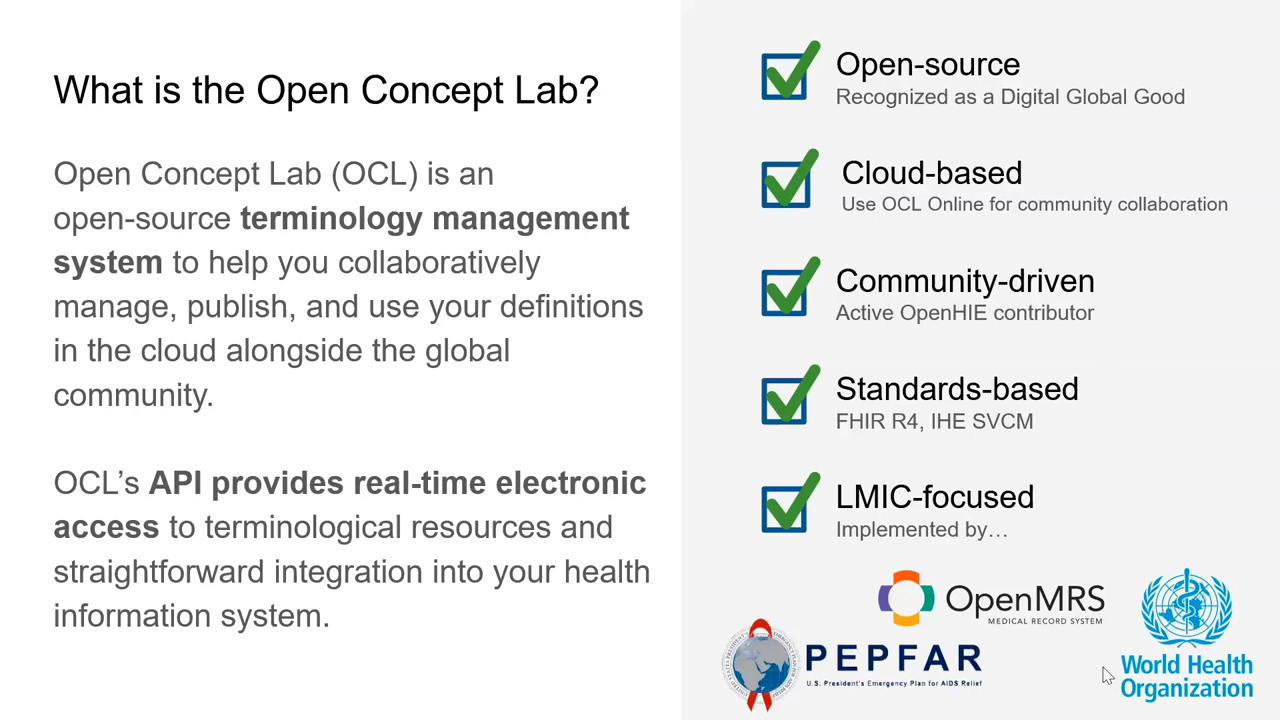 What is the Open Concept Lab?
Open Concept Lab (OCL) is an
open-source terminology management
system to help you collaboratively
manage, publish, and use your definitions
in the cloud alongside the global
community.
OCL’s API provides real-time electronic
access to terminological resources and
straightforward integration into your health
information system.
Open-source
Recognized as a Digital Global Good
Cloud-based
Use OCL Online for community collaboration
Community-driven
Active OpenHIE contributor
Standards-based
FHIR R4, IHE SVCM
LMIC-focused
Implemented by…
OpenMRS
MEDICAL RECORD SYSTEM
PEPFAR
U.S. President's Emergency Plan for AIDS Relief
World Health
Organization